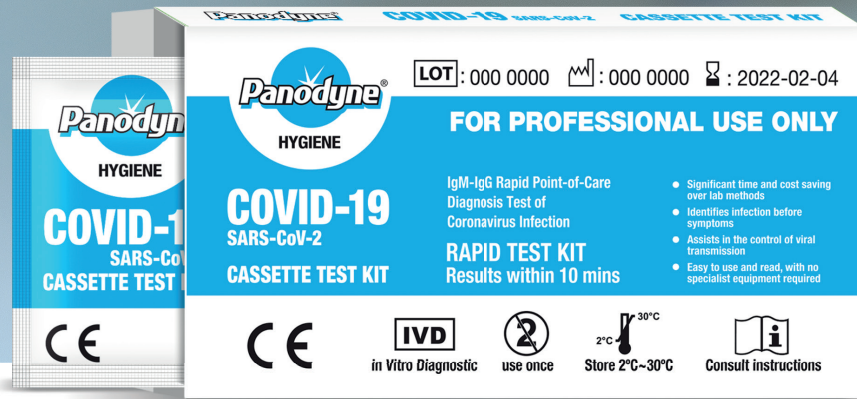 Panodyne® COVID-19 SARS-CoV-2 CASSETTE TEST KIT
LOT : 000 0000 : 000 0000 : 2022-02-04
Panodyne®
HYGIENE
FOR PROFESSIONAL USE ONLY
COVID-19
SARS-CoV-2
CASSETTE TEST KIT
IgM-IgG Rapid Point-of-Care
Diagnosis Test of
Coronavirus Infection
RAPID TEST KIT
Results within 10 mins
• Significant time and cost saving
over lab methods
• Identifies infection before
symptoms
• Assists in the control of viral
transmission
• Easy to use and read, with no
specialist equipment required
CE
IVD
in Vitro Diagnostic
2
use once
2°C
30°C
Store 2°C~30°C
i
Consult instructions
Panodyn
HYGIENE
COVID-1
SARS-CoV
CASSETTE TEST
CE